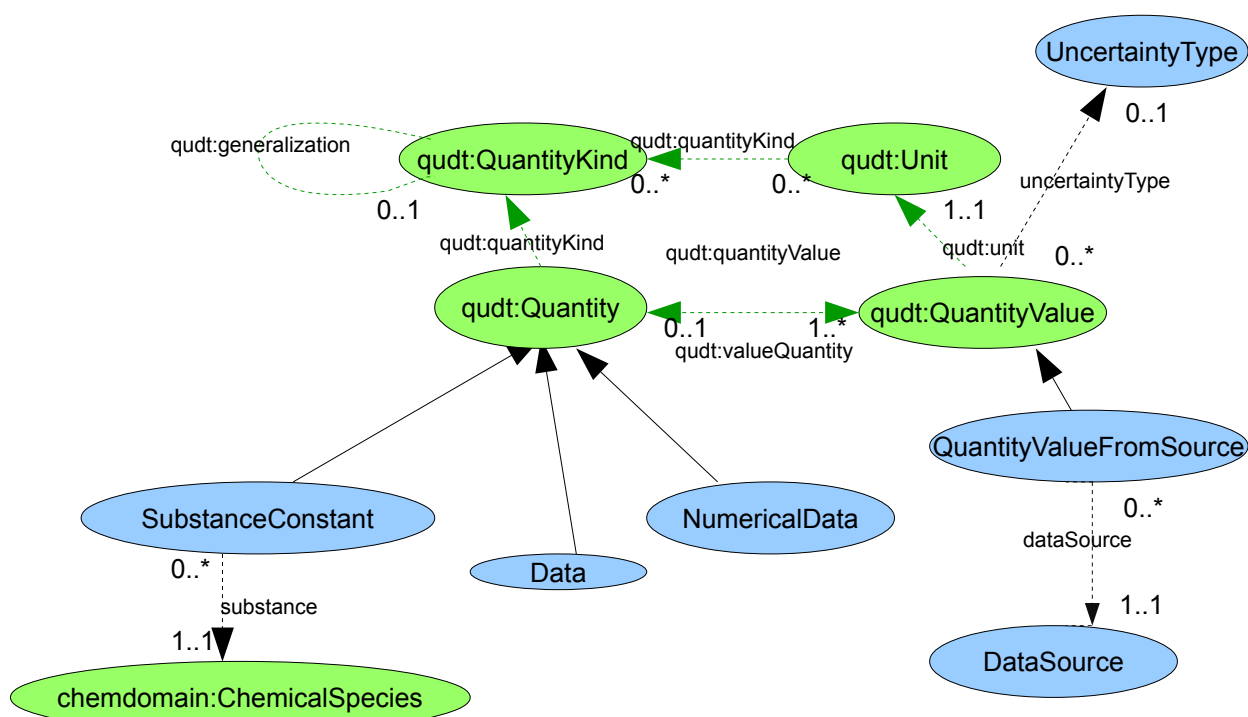 UncertaintyType
0..1
qudt:generalization
qudt:QuantityKind
qudt:quantityKind
qudt:Unit
0..*
0..*
uncertaintyType
0..1
1..1
qudt:quantityKind
qudt:quantityValue
qudt:unit
0..*
qudt:Quantity
qudt:QuantityValue
0..1
1..*
qudt:valueQuantity
QuantityValueFromSource
SubstanceConstant
NumericalData
0..*
dataSource
Data
0..*
substance
1..1
1..1
DataSource
chemdomain:ChemicalSpecies